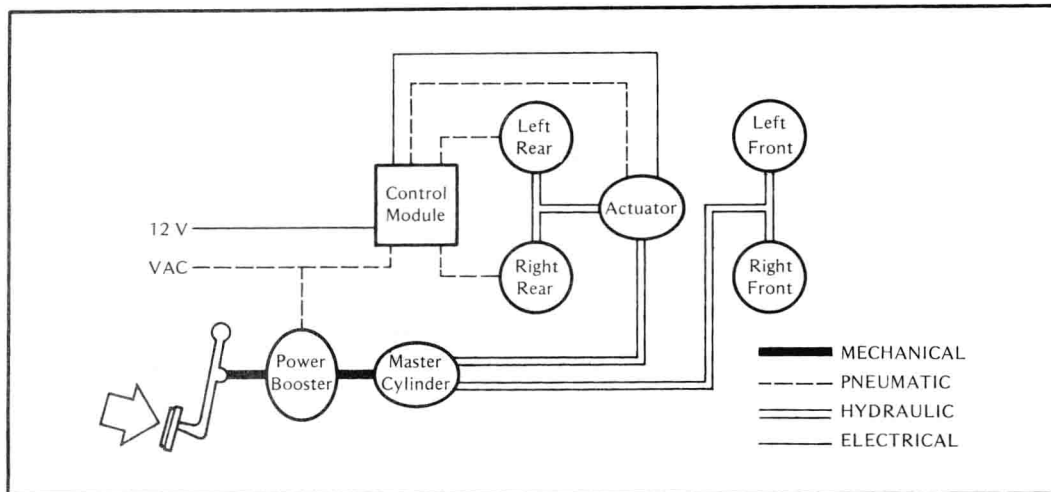 Left
Rear
Left
Front
Control
Module
Actuator
12 V
VAC
Right
Rear
Right
Front
Power
Booster
Master
Cylinder
MECHANICAL
PNEUMATIC
HYDRAULIC
ELECTRICAL